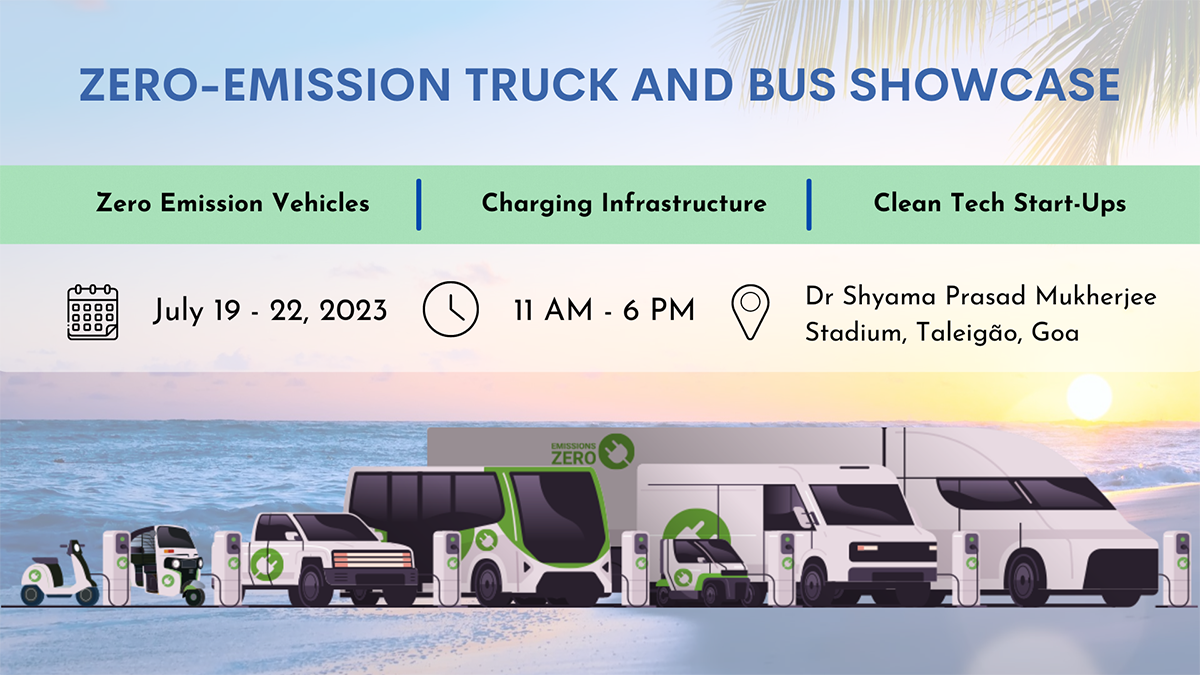 ZERO-EMISSION TRUCK AND BUS SHOWCASE
Zero Emission Vehicles
Charging Infrastructure
Clean Tech Start-Ups
July 19 - 22, 2023
11 AM - 6 PM
Dr Shyama Prasad Mukherjee
Stadium, Taleigão, Goa
EMISSIONS
ZERO